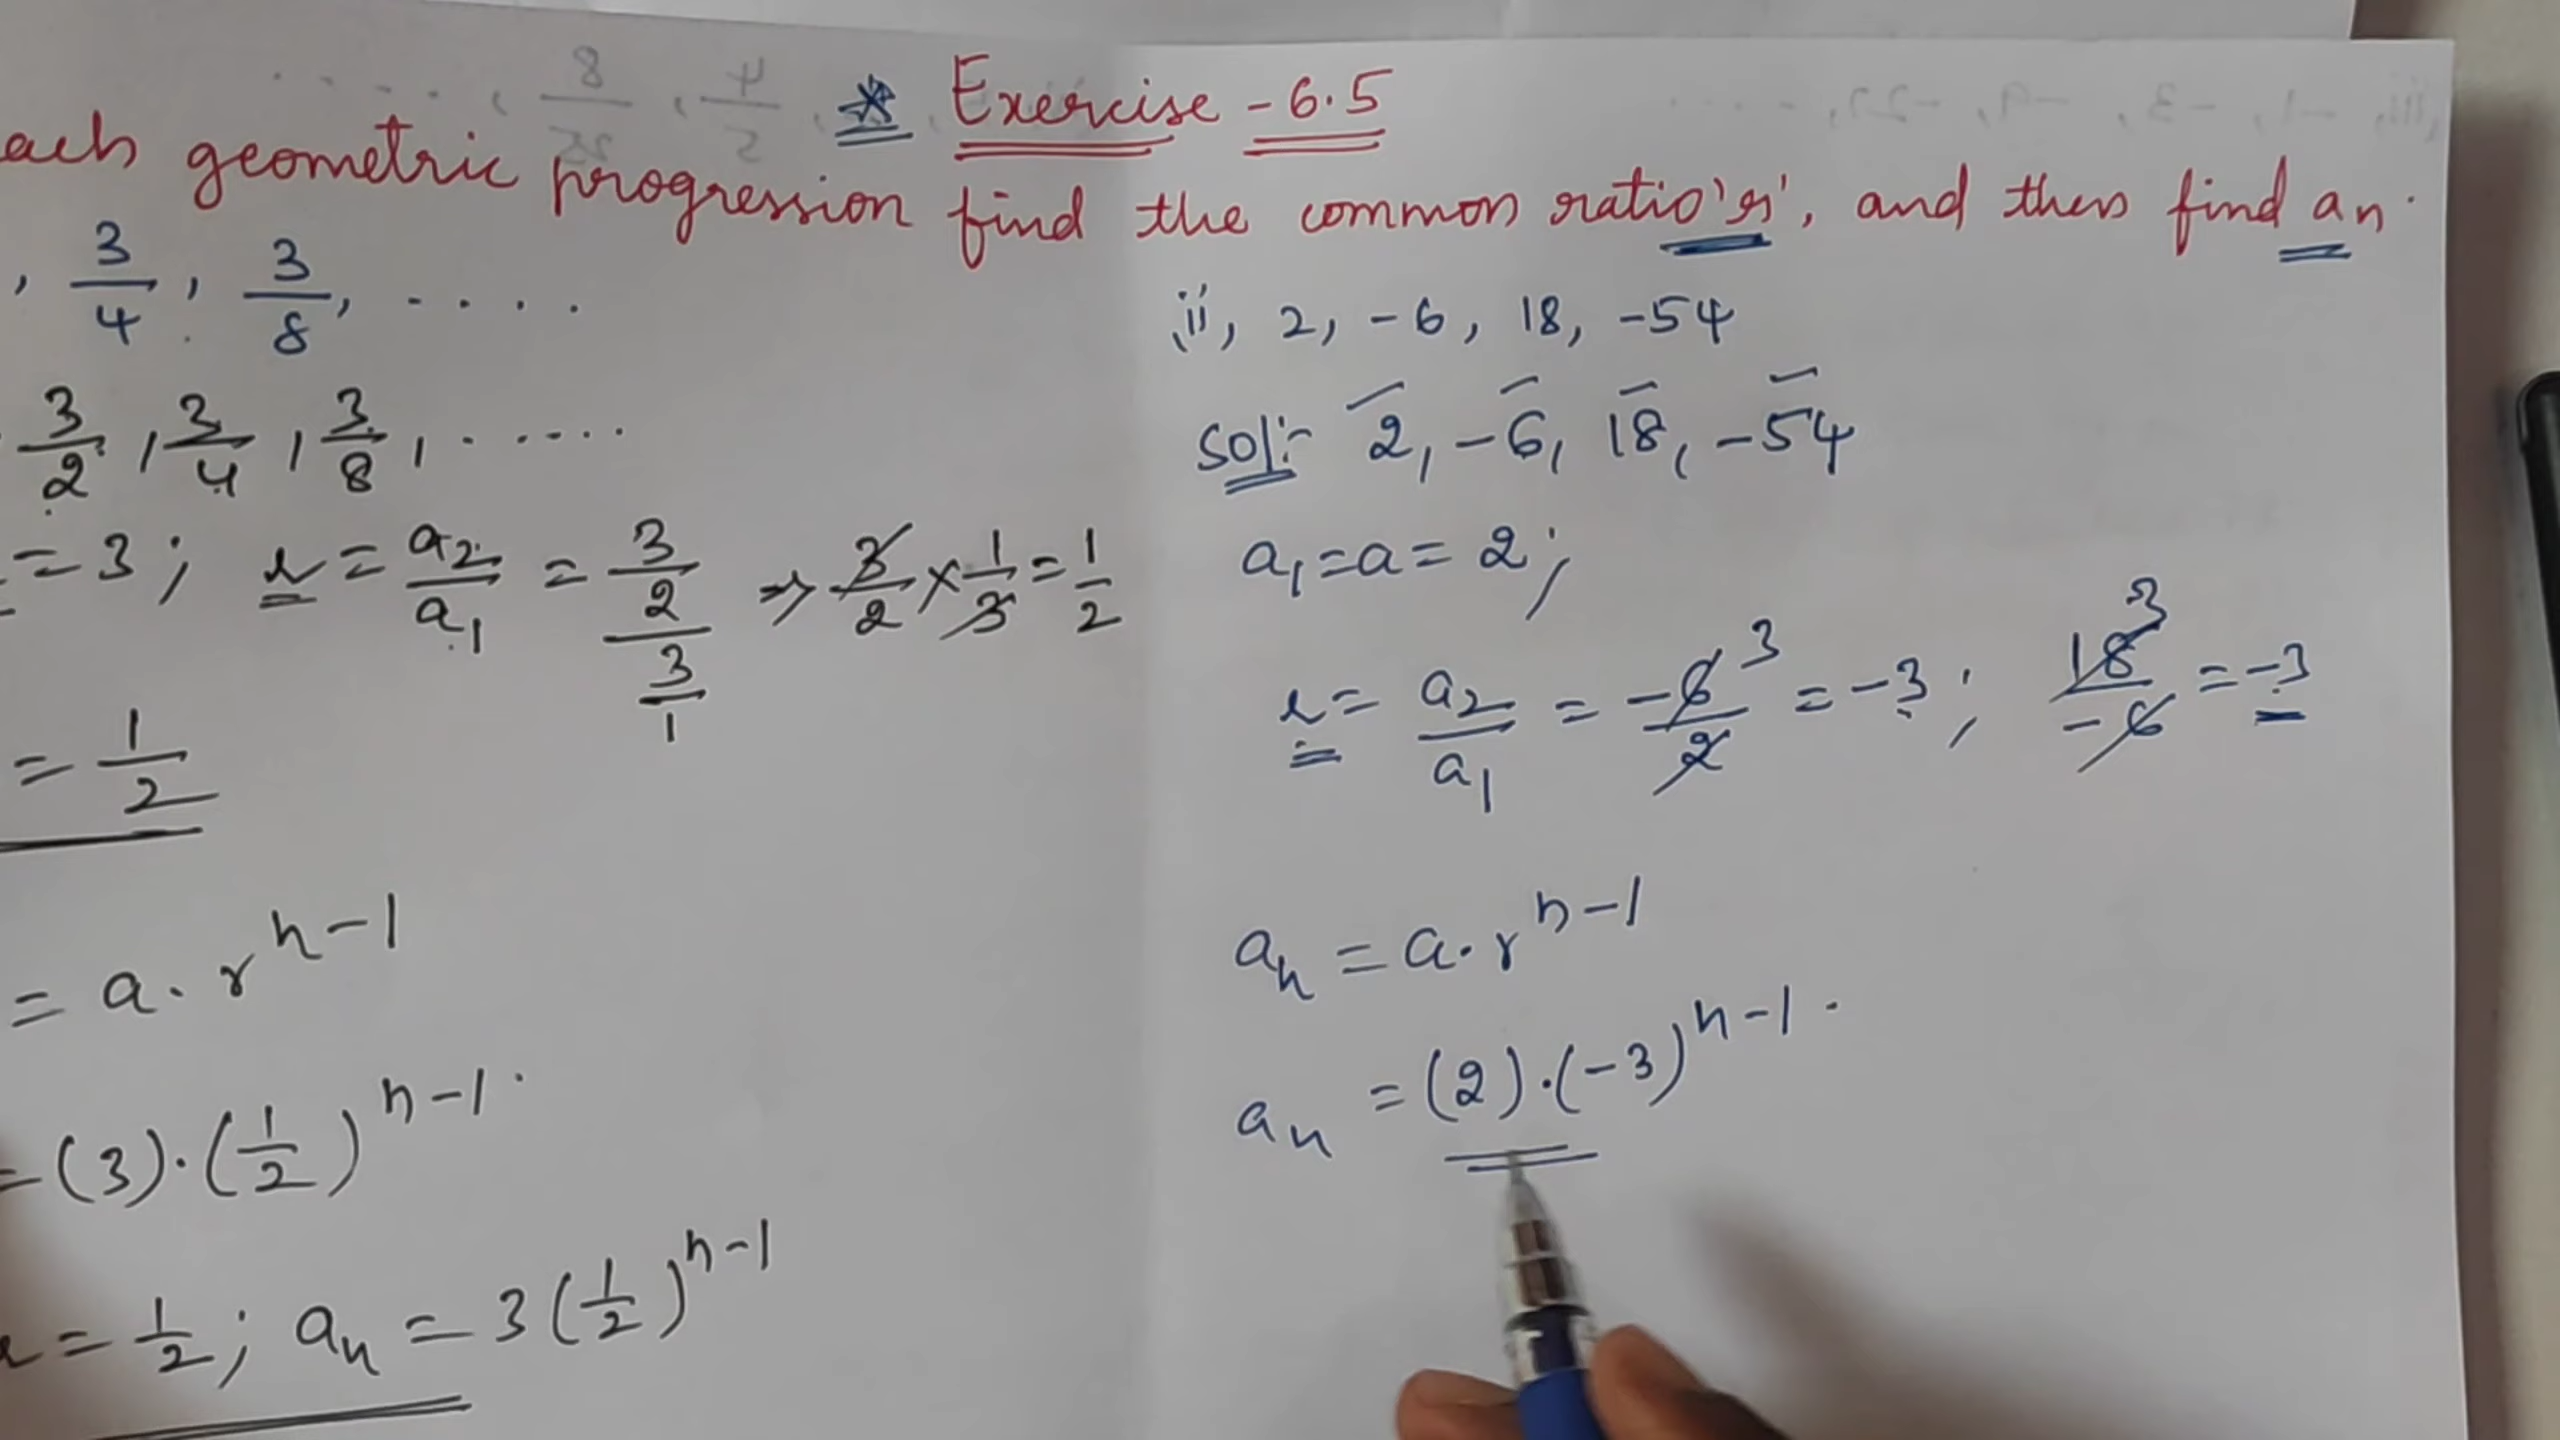 * Exercise - 6.5
ach geometric progression find the common ratio 'r', and then find an.
, 3/4, 3/8, ....
3/2, 3/4, 3/8, .....
= 3; r = a2/a1 = 3/2 / 3/1 ⇒ 3/2 × 1/3 = 1/2
= 1/2
= a. r^n-1
= (3).(1/2)^n-1.
r = 1/2; an = 3(1/2)^n-1
ii, 2, -6, 18, -54
Sol:- 2, -6, 18, -54
a1 = a = 2;
r = a2/a1 = -6/2 3 = -3; 18/-6 3 = -3
an = a. r^n-1
an = (2).(-3)^n-1.